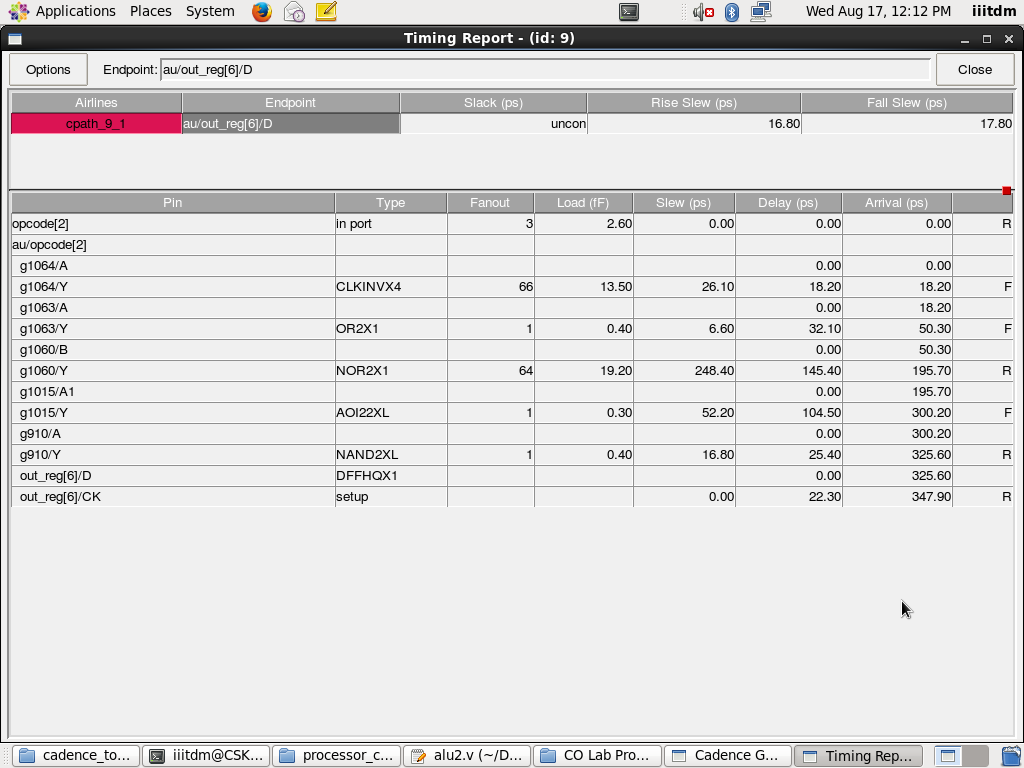 Applications Places System Wed Aug 17, 12:12 PM iiitdm
Timing Report - (id: 9)
Options Endpoint: au/out_reg[6]/D Close
Airlines Endpoint Slack (ps) Rise Slew (ps) Fall Slew (ps)
cpath_9_1 au/out_reg[6]/D uncon 16.80 17.80
Pin Type Fanout Load (fF) Slew (ps) Delay (ps) Arrival (ps)
opcode[2] in port 3 2.60 0.00 0.00 0.00 R
au/opcode[2]
g1064/A 0.00 0.00
g1064/Y CLKINVX4 66 13.50 26.10 18.20 18.20 F
g1063/A 0.00 18.20
g1063/Y OR2X1 1 0.40 6.60 32.10 50.30 F
g1060/B 0.00 50.30
g1060/Y NOR2X1 64 19.20 248.40 145.40 195.70 R
g1015/A1 0.00 195.70
g1015/Y AOI22XL 1 0.30 52.20 104.50 300.20 F
g910/A 0.00 300.20
g910/Y NAND2XL 1 0.40 16.80 25.40 325.60 R
out_reg[6]/D DFFHQX1 0.00 325.60
out_reg[6]/CK setup 0.00 22.30 347.90 R
cadence_to... iiitdm@CSK... processor_c... alu2.v (~/D... CO Lab Pro... Cadence G... Timing Rep...